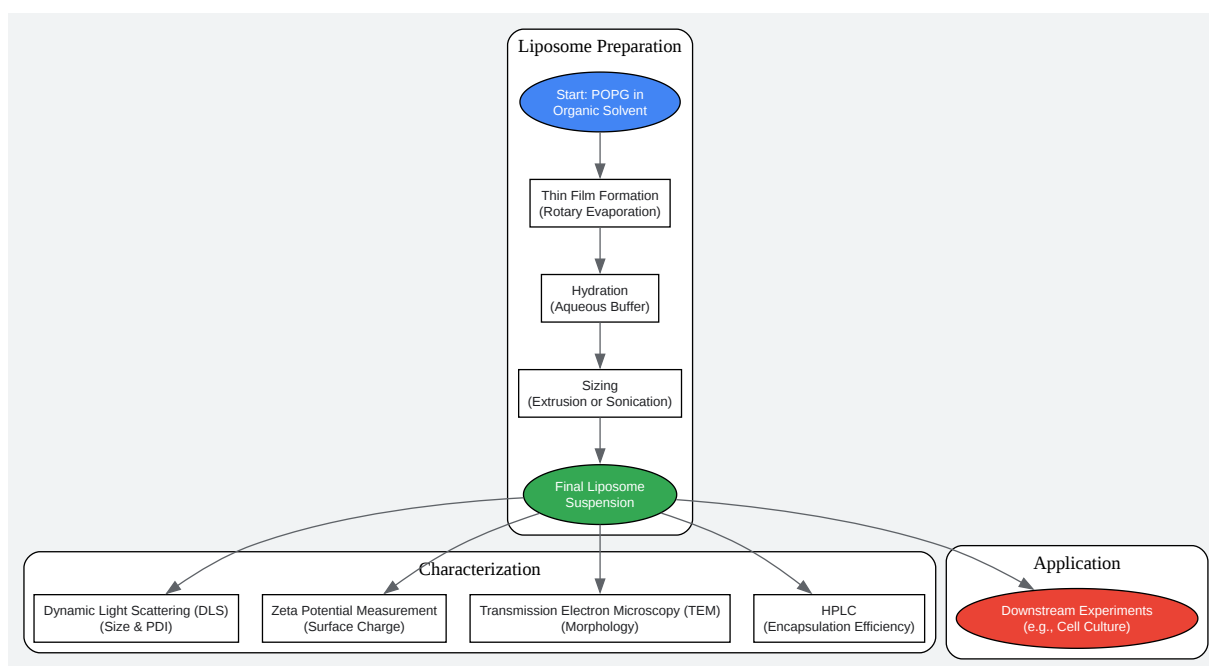 Liposome Preparation
Start: POPG in
Organic Solvent
Thin Film Formation
(Rotary Evaporation)
Hydration
(Aqueous Buffer)
Sizing
(Extrusion or Sonication)
Final Liposome
Suspension
Characterization
Dynamic Light Scattering (DLS)
(Size & PDI)
Zeta Potential Measurement
(Surface Charge)
Transmission Electron Microscopy (TEM)
(Morphology)
HPLC
(Encapsulation Efficiency)
Application
Downstream Experiments
(e.g., Cell Culture)